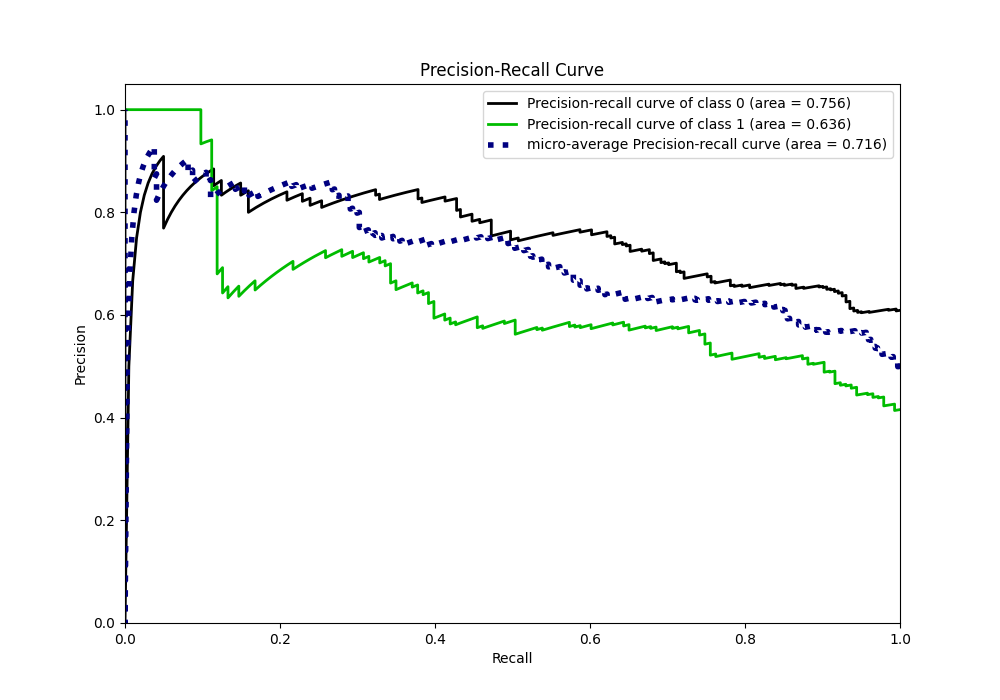 Precision-Recall Curve
Precision-recall curve of class 0 (area = 0.756)
Precision-recall curve of class 1 (area = 0.636)
micro-average Precision-recall curve (area = 0.716)
Precision
1.0
0.8
0.6
0.4
0.2
0.0
0.0 0.2 0.4 0.6 0.8 1.0
Recall